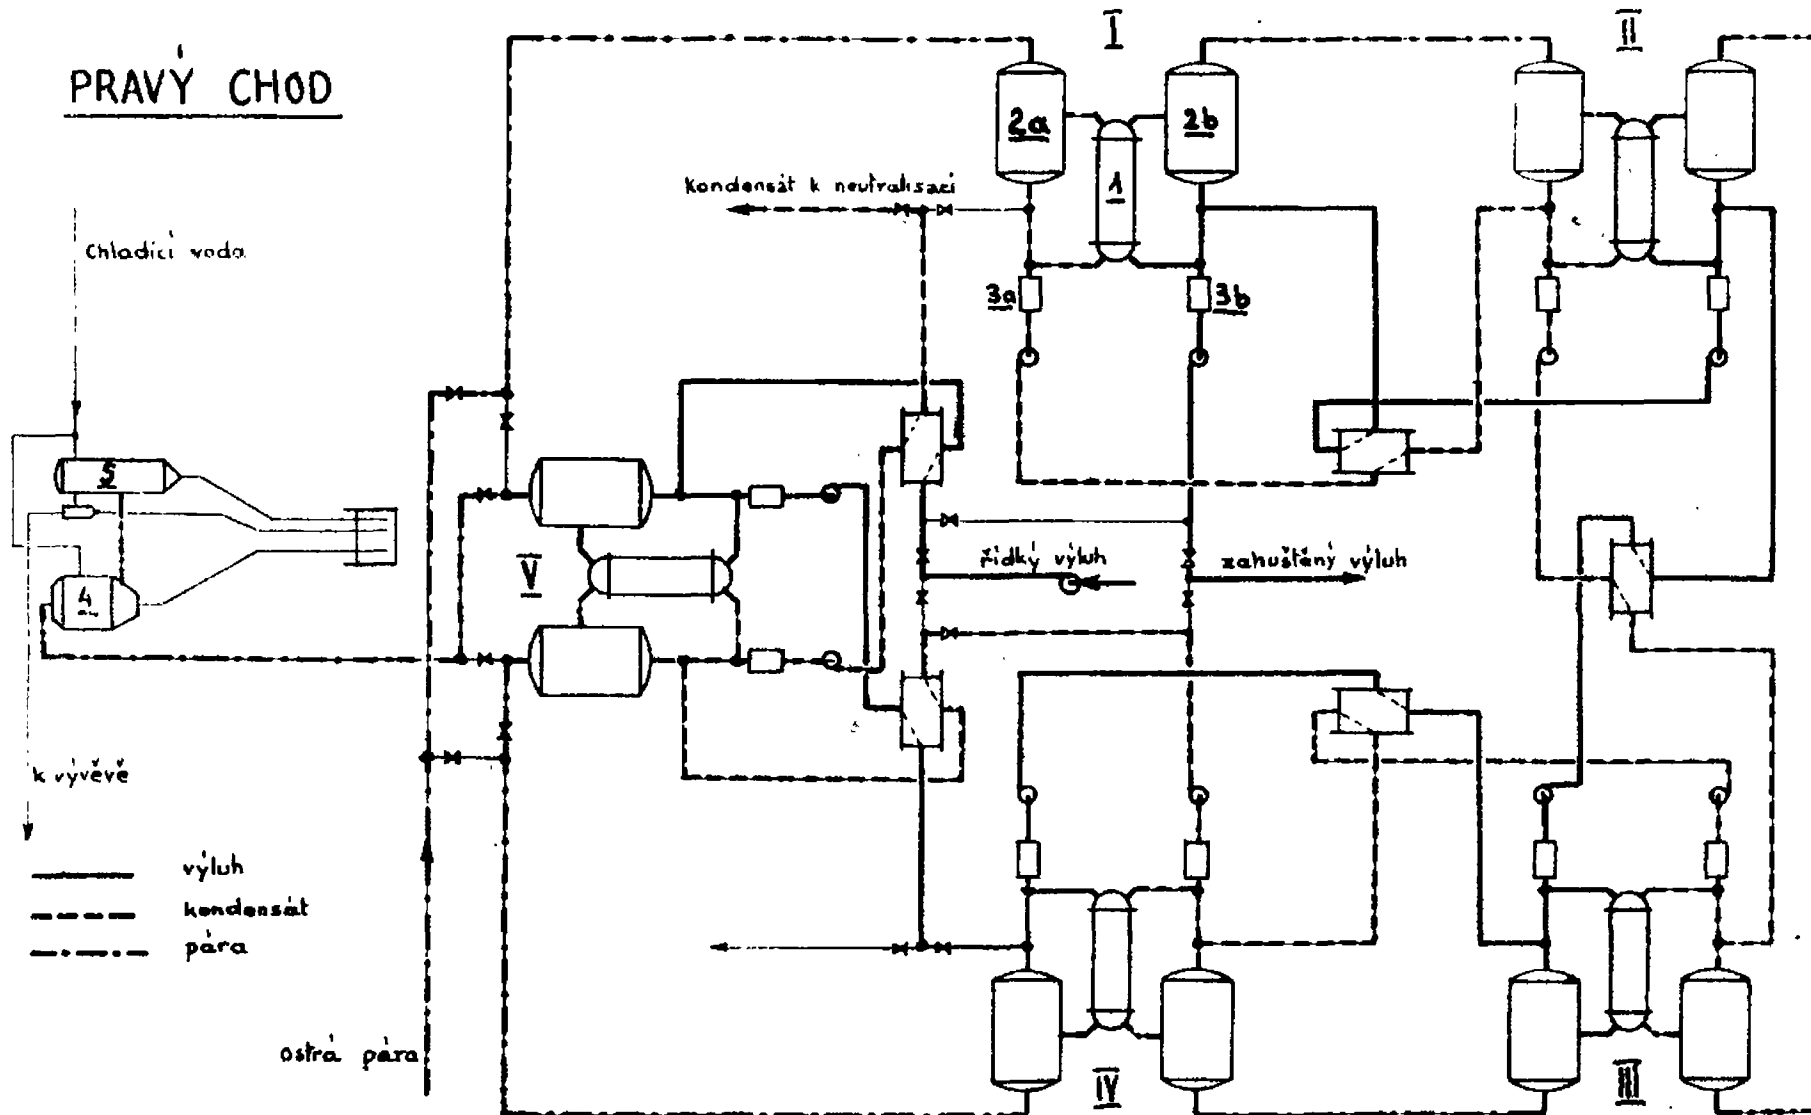 PRAVÝ CHOD
I
II
2a
2b
1
Kondensát k neutralisaci
Chladící voda
3a
3b
5
V
řídký výluh
zahuštěný výluh
4
k vývěvě
výluh
kondensát
pára
Ostrá pára
IV
III